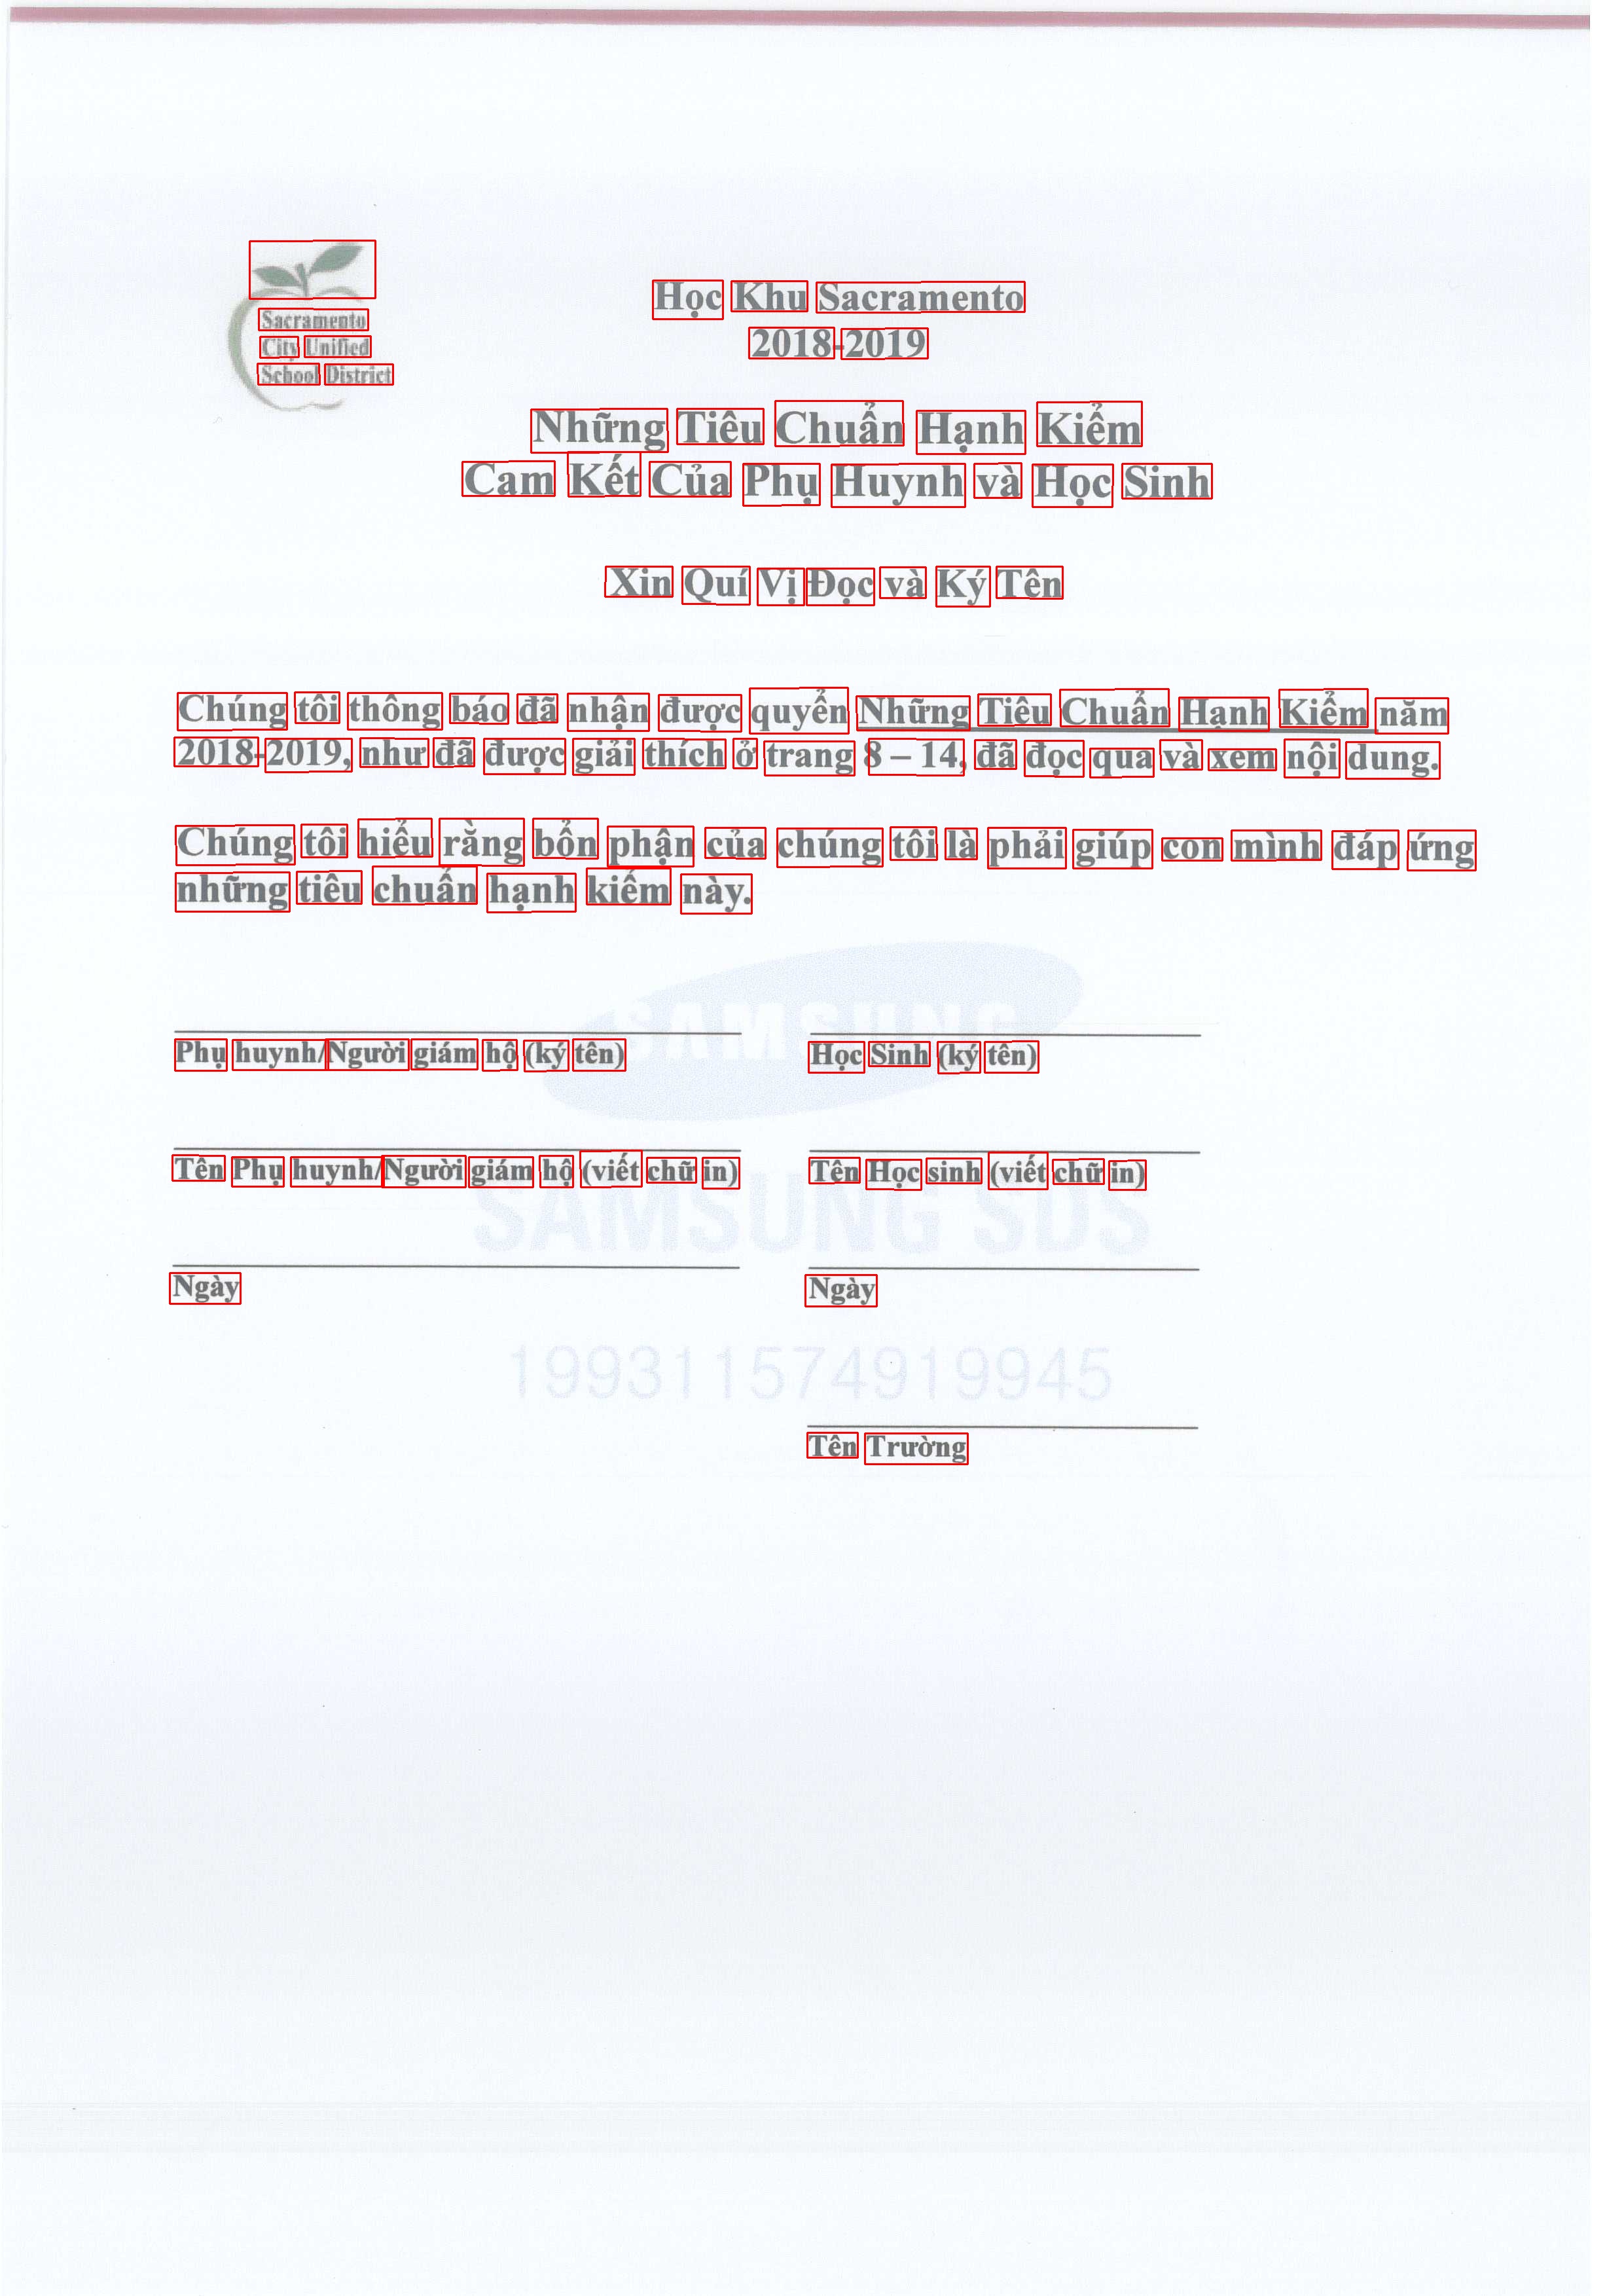 Sacramento
City Unified
School District
Học Khu Sacramento
2018-2019
Những Tiêu Chuẩn Hạnh Kiểm
Cam Kết Của Phụ Huynh và Học Sinh
Xin Quí Vị Đọc và Ký Tên
Chúng tôi thông báo đã nhận được quyển Những Tiêu Chuẩn Hạnh Kiểm năm
2018-2019, như đã được giải thích ở trang 8 – 14, đã đọc qua và xem nội dung.
Chúng tôi hiểu rằng bổn phận của chúng tôi là phải giúp con mình đáp ứng
những tiêu chuẩn hạnh kiểm này.
SAMSUNG
Phụ huynh/Người giám hộ (ký tên) Học Sinh (ký tên)
Tên Phụ huynh/Người giám hộ (viết chữ in) Tên Học sinh (viết chữ in)
SAMSUNG SDS
Ngày Ngày
199311574919945
Tên Trường